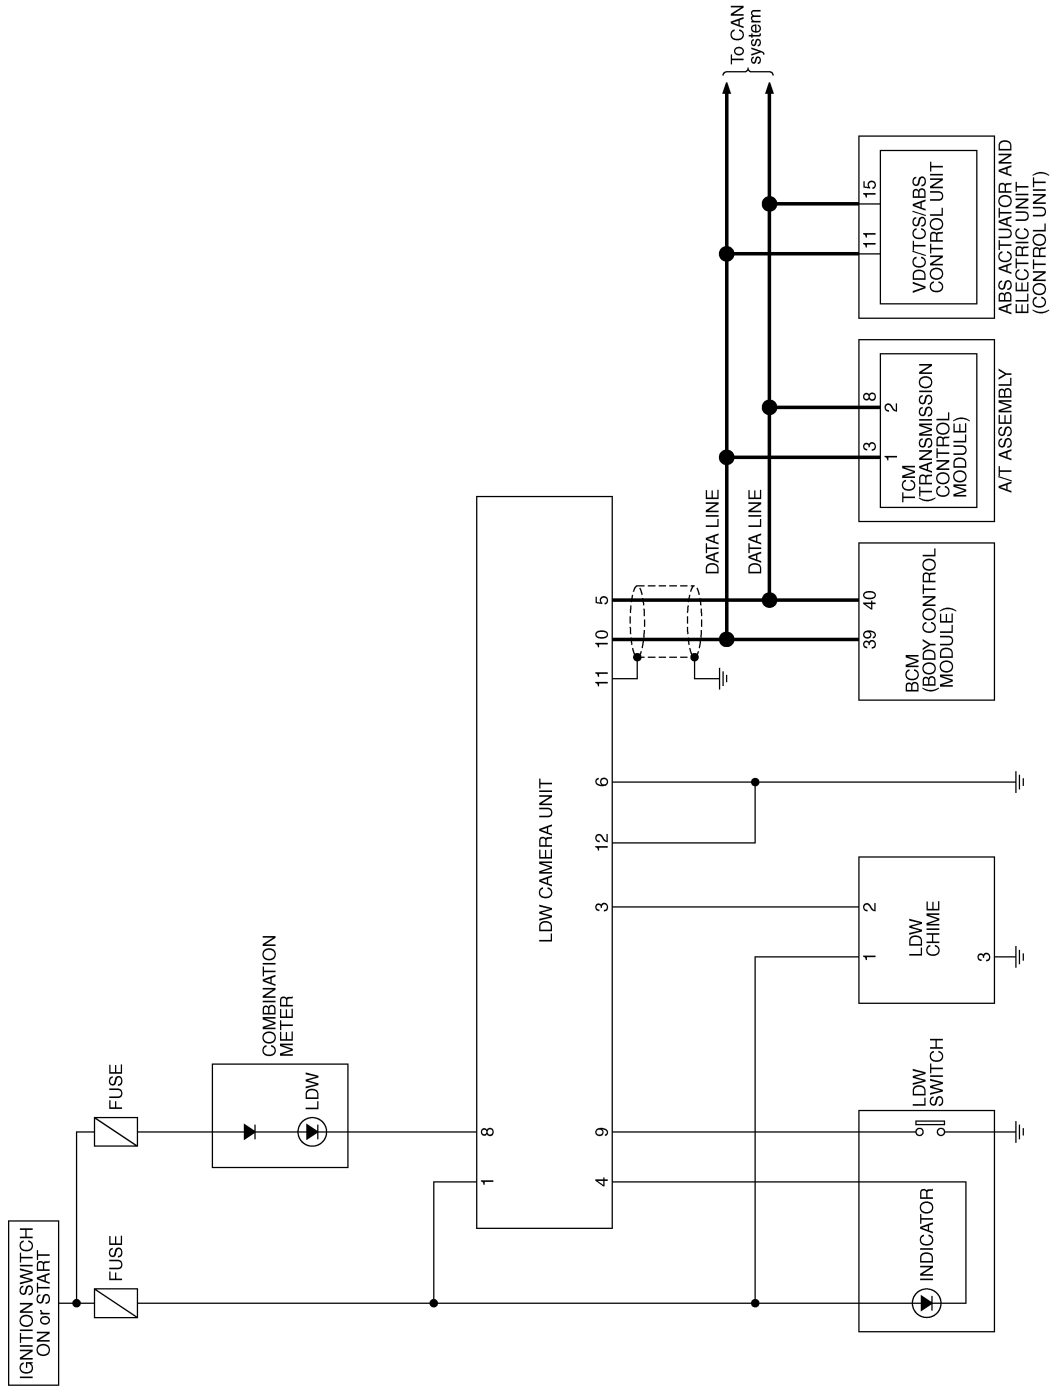 IGNITION SWITCH
ON or START
FUSE
FUSE
COMBINATION
METER
LDW
1
8
LDW CAMERA UNIT
4
9
3
12
6
11
10
5
INDICATOR
LDW
SWITCH
1
2
LDW
CHIME
3
DATA LINE
DATA LINE
39
40
BCM
(BODY CONTROL
MODULE)
3
8
1
2
TCM
(TRANSMISSION
CONTROL
MODULE)
A/T ASSEMBLY
11
15
VDC/TCS/ABS
CONTROL UNIT
ABS ACTUATOR AND
ELECTRIC UNIT
(CONTROL UNIT)
To CAN
system